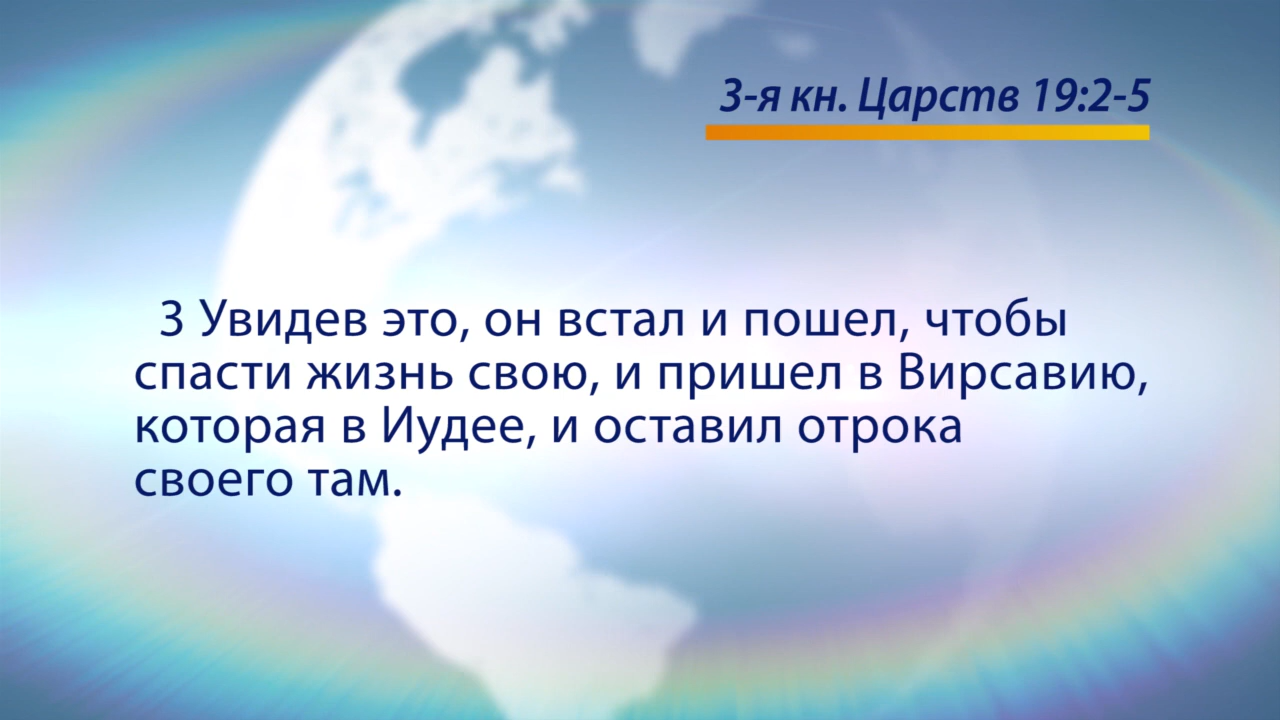 3-я кн. Царств 19:2-5
3 Увидев это, он встал и пошел, чтобы
спасти жизнь свою, и пришел в Вирсавию,
которая в Иудее, и оставил отрока
своего там.